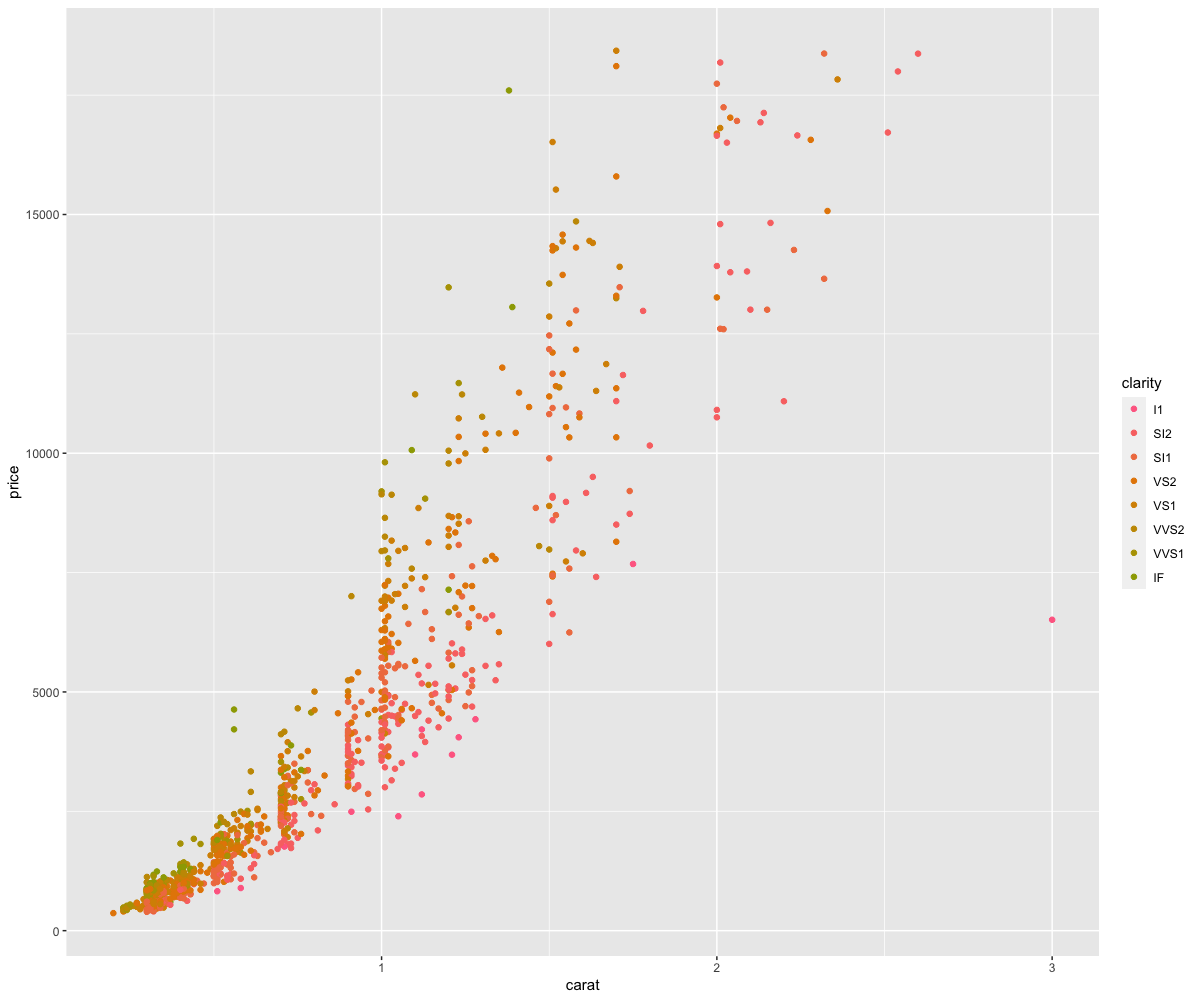 price
15000
10000
5000
0
1
2
3
carat
clarity
I1
SI2
SI1
VS2
VS1
VVS2
VVS1
IF